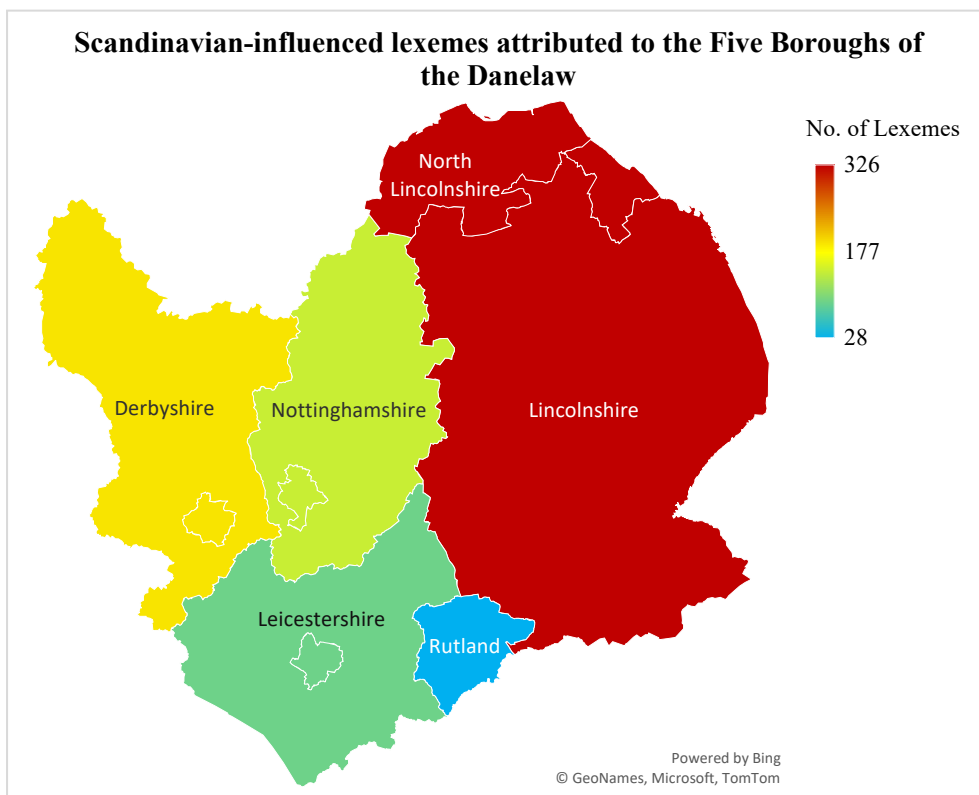 Scandinavian-influenced lexemes attributed to the Five Boroughs of
the Danelaw
No. of Lexemes
326
177
28
North
Lincolnshire
Derbyshire
Nottinghamshire
Lincolnshire
Leicestershire
Rutland
Powered by Bing
© GeoNames, Microsoft, TomTom